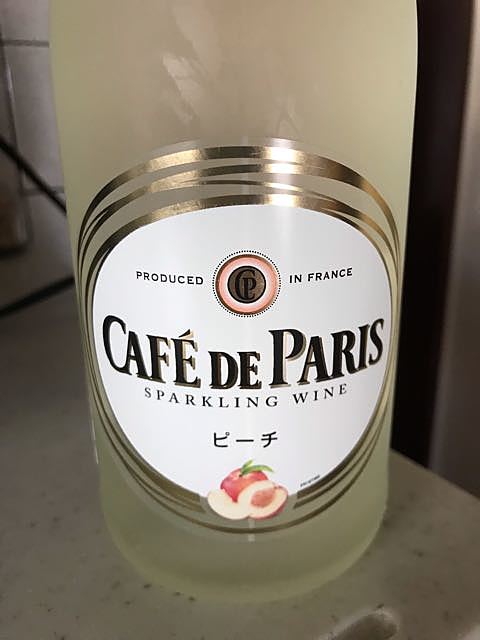 PRODUCED IN FRANCE
CP
CAFÉ DE PARIS
SPARKLING WINE
ピーチ